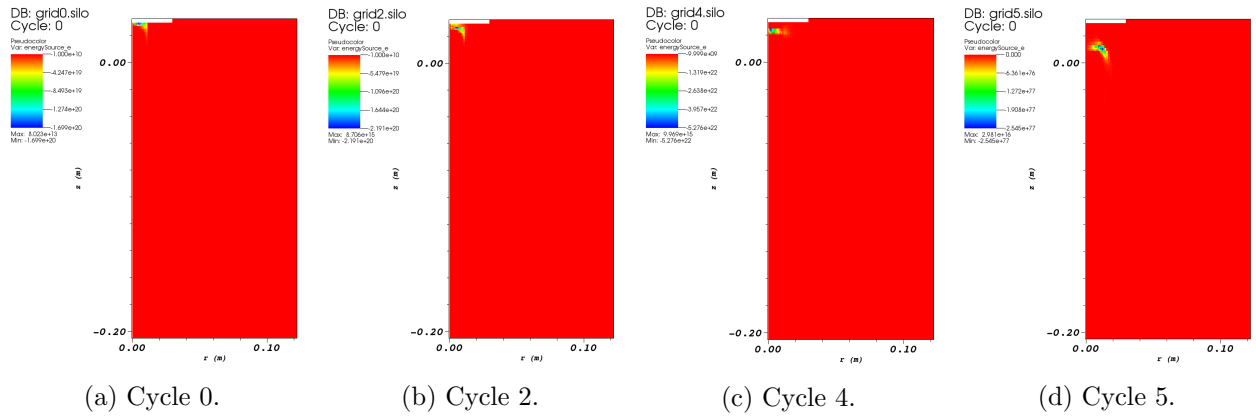 DB: grid0.silo
Cycle: 0
Pseudocolor
Var: energySource_e
-1.000e+10
-4.247e+19
-8.495e+19
-1.274e+20
-1.699e+20
Max: 8.023e+13
Min: -1.699e+20
0.00
z (m)
-0.20
0.00
0.10
r (m)
(a) Cycle 0.
DB: grid2.silo
Cycle: 0
Pseudocolor
Var: energySource_e
-1.000e+10
-5.479e+19
-1.096e+20
-1.644e+20
-2.191e+20
Max: 8.706e+15
Min: -2.191e+20
0.00
z (m)
-0.20
0.00
0.10
r (m)
(b) Cycle 2.
DB: grid4.silo
Cycle: 0
Pseudocolor
Var: energySource_e
-9.999e+09
-1.319e+22
-2.638e+22
-3.957e+22
-5.276e+22
Max: 9.969e+15
Min: -5.276e+22
0.00
z (m)
-0.20
0.00
0.10
r (m)
(c) Cycle 4.
DB: grid5.silo
Cycle: 0
Pseudocolor
Var: energySource_e
0.000
-6.361e+76
-1.272e+77
-1.908e+77
-2.545e+77
Max: 2.981e+16
Min: -2.545e+77
0.00
z (m)
-0.20
0.00
0.10
r (m)
(d) Cycle 5.